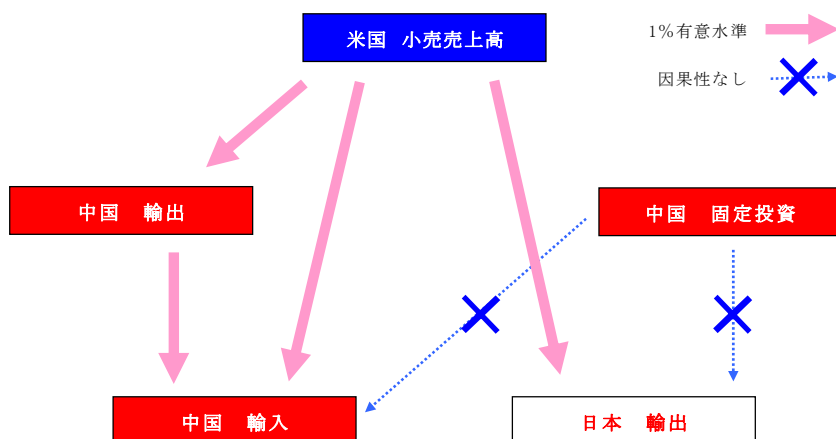 米国 小売売上高
1%有意水準
因果性なし
中国 輸出
中国 固定投資
中国 輸入
日本 輸出